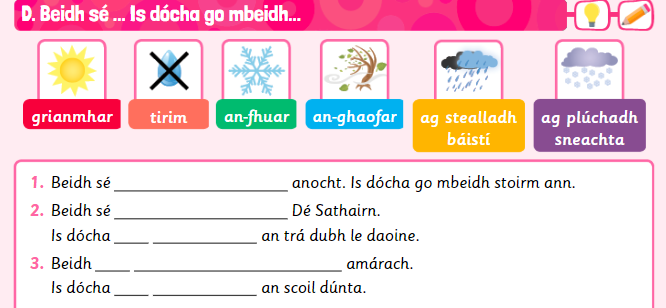 D. Beidh sé ... Is dócha go mbeidh...
grianmhar
tirim
an-fhuar
an-ghaofar
ag stealladh
báistí
ag plúchadh
sneachta
1. Beidh sé ____________________ anocht. Is dócha go mbeidh stoirm ann.
2. Beidh sé ____________________ Dé Sathairn.
Is dócha ____ ____________ an trá dubh le daoine.
3. Beidh ____ ________________________ amárach.
Is dócha ____ ____________ an scoil dúnta.